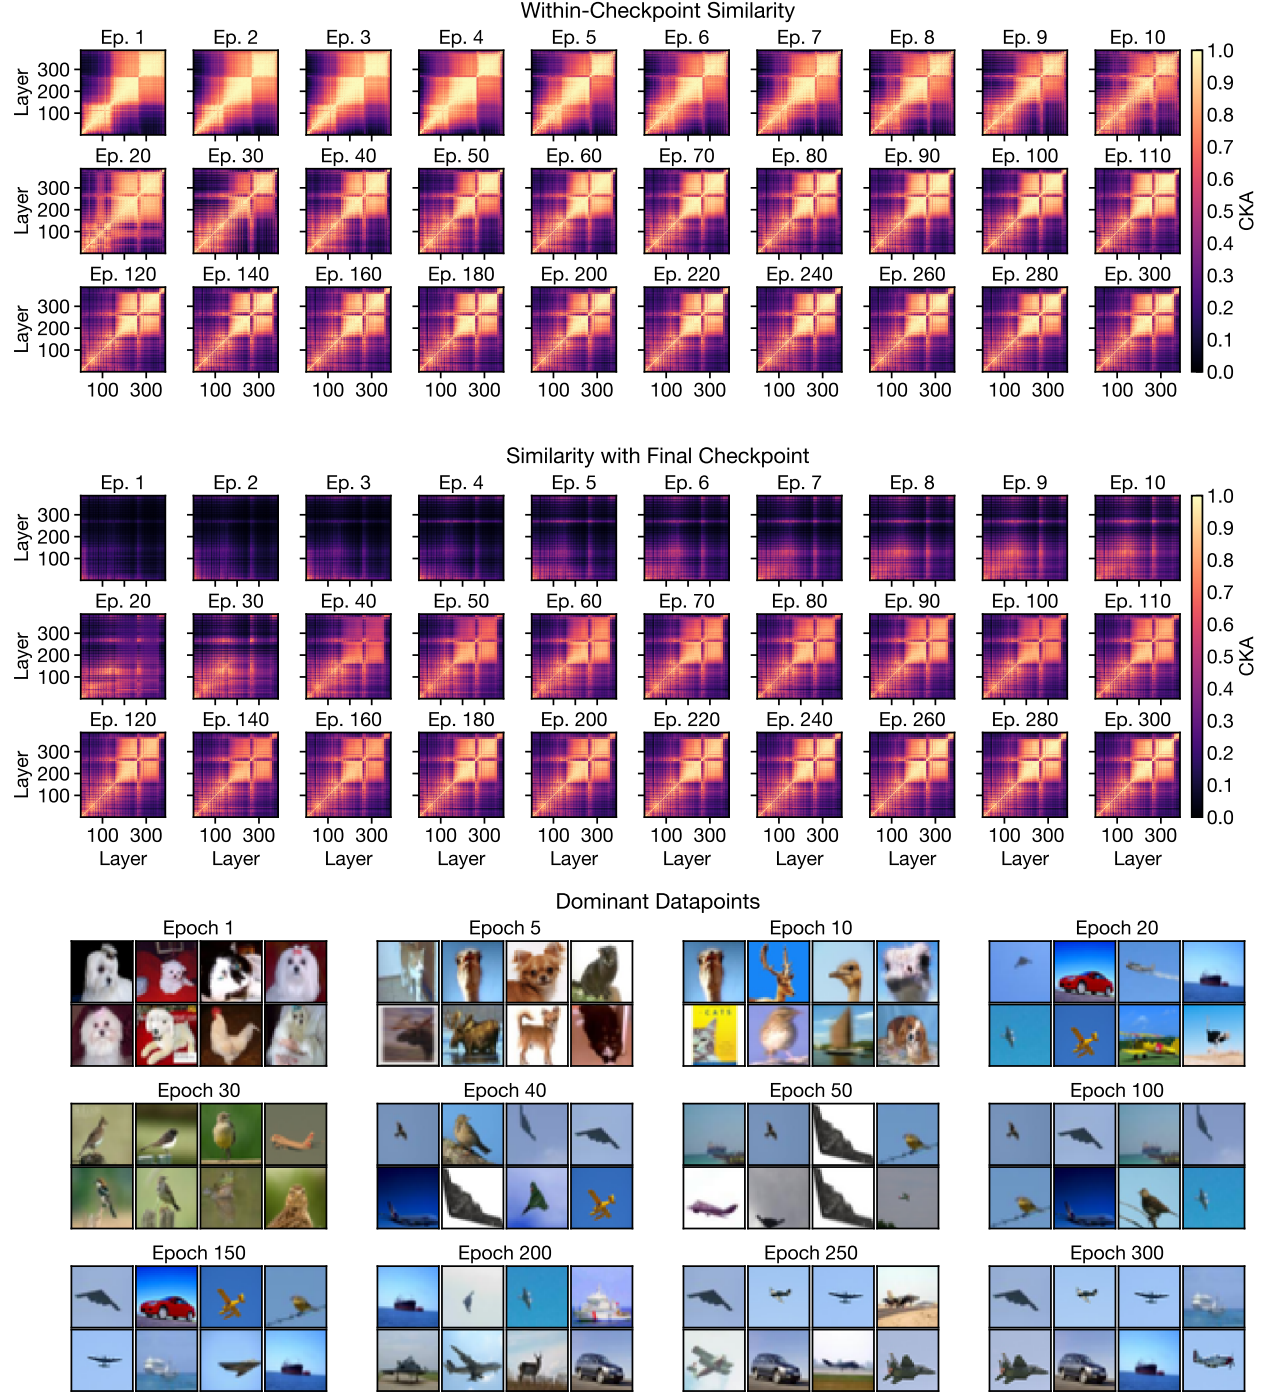 Within-Checkpoint Similarity
Ep. 1 Ep. 2 Ep. 3 Ep. 4 Ep. 5 Ep. 6 Ep. 7 Ep. 8 Ep. 9 Ep. 10
Layer
300
200
100
Ep. 20 Ep. 30 Ep. 40 Ep. 50 Ep. 60 Ep. 70 Ep. 80 Ep. 90 Ep. 100 Ep. 110
Layer
300
200
100
Ep. 120 Ep. 140 Ep. 160 Ep. 180 Ep. 200 Ep. 220 Ep. 240 Ep. 260 Ep. 280 Ep. 300
Layer
300
200
100
100 300 100 300 100 300 100 300 100 300 100 300 100 300 100 300 100 300 100 300
1.0
0.9
0.8
0.7
0.6
0.5
0.4
0.3
0.2
0.1
0.0
CKA
Similarity with Final Checkpoint
Ep. 1 Ep. 2 Ep. 3 Ep. 4 Ep. 5 Ep. 6 Ep. 7 Ep. 8 Ep. 9 Ep. 10
Layer
300
200
100
Ep. 20 Ep. 30 Ep. 40 Ep. 50 Ep. 60 Ep. 70 Ep. 80 Ep. 90 Ep. 100 Ep. 110
Layer
300
200
100
Ep. 120 Ep. 140 Ep. 160 Ep. 180 Ep. 200 Ep. 220 Ep. 240 Ep. 260 Ep. 280 Ep. 300
Layer
300
200
100
100 300 100 300 100 300 100 300 100 300 100 300 100 300 100 300 100 300 100 300
Layer Layer Layer Layer Layer Layer Layer Layer Layer Layer
1.0
0.9
0.8
0.7
0.6
0.5
0.4
0.3
0.2
0.1
0.0
CKA
Dominant Datapoints
Epoch 1 Epoch 5 Epoch 10 Epoch 20
CATS
Epoch 30 Epoch 40 Epoch 50 Epoch 100
Epoch 150 Epoch 200 Epoch 250 Epoch 300